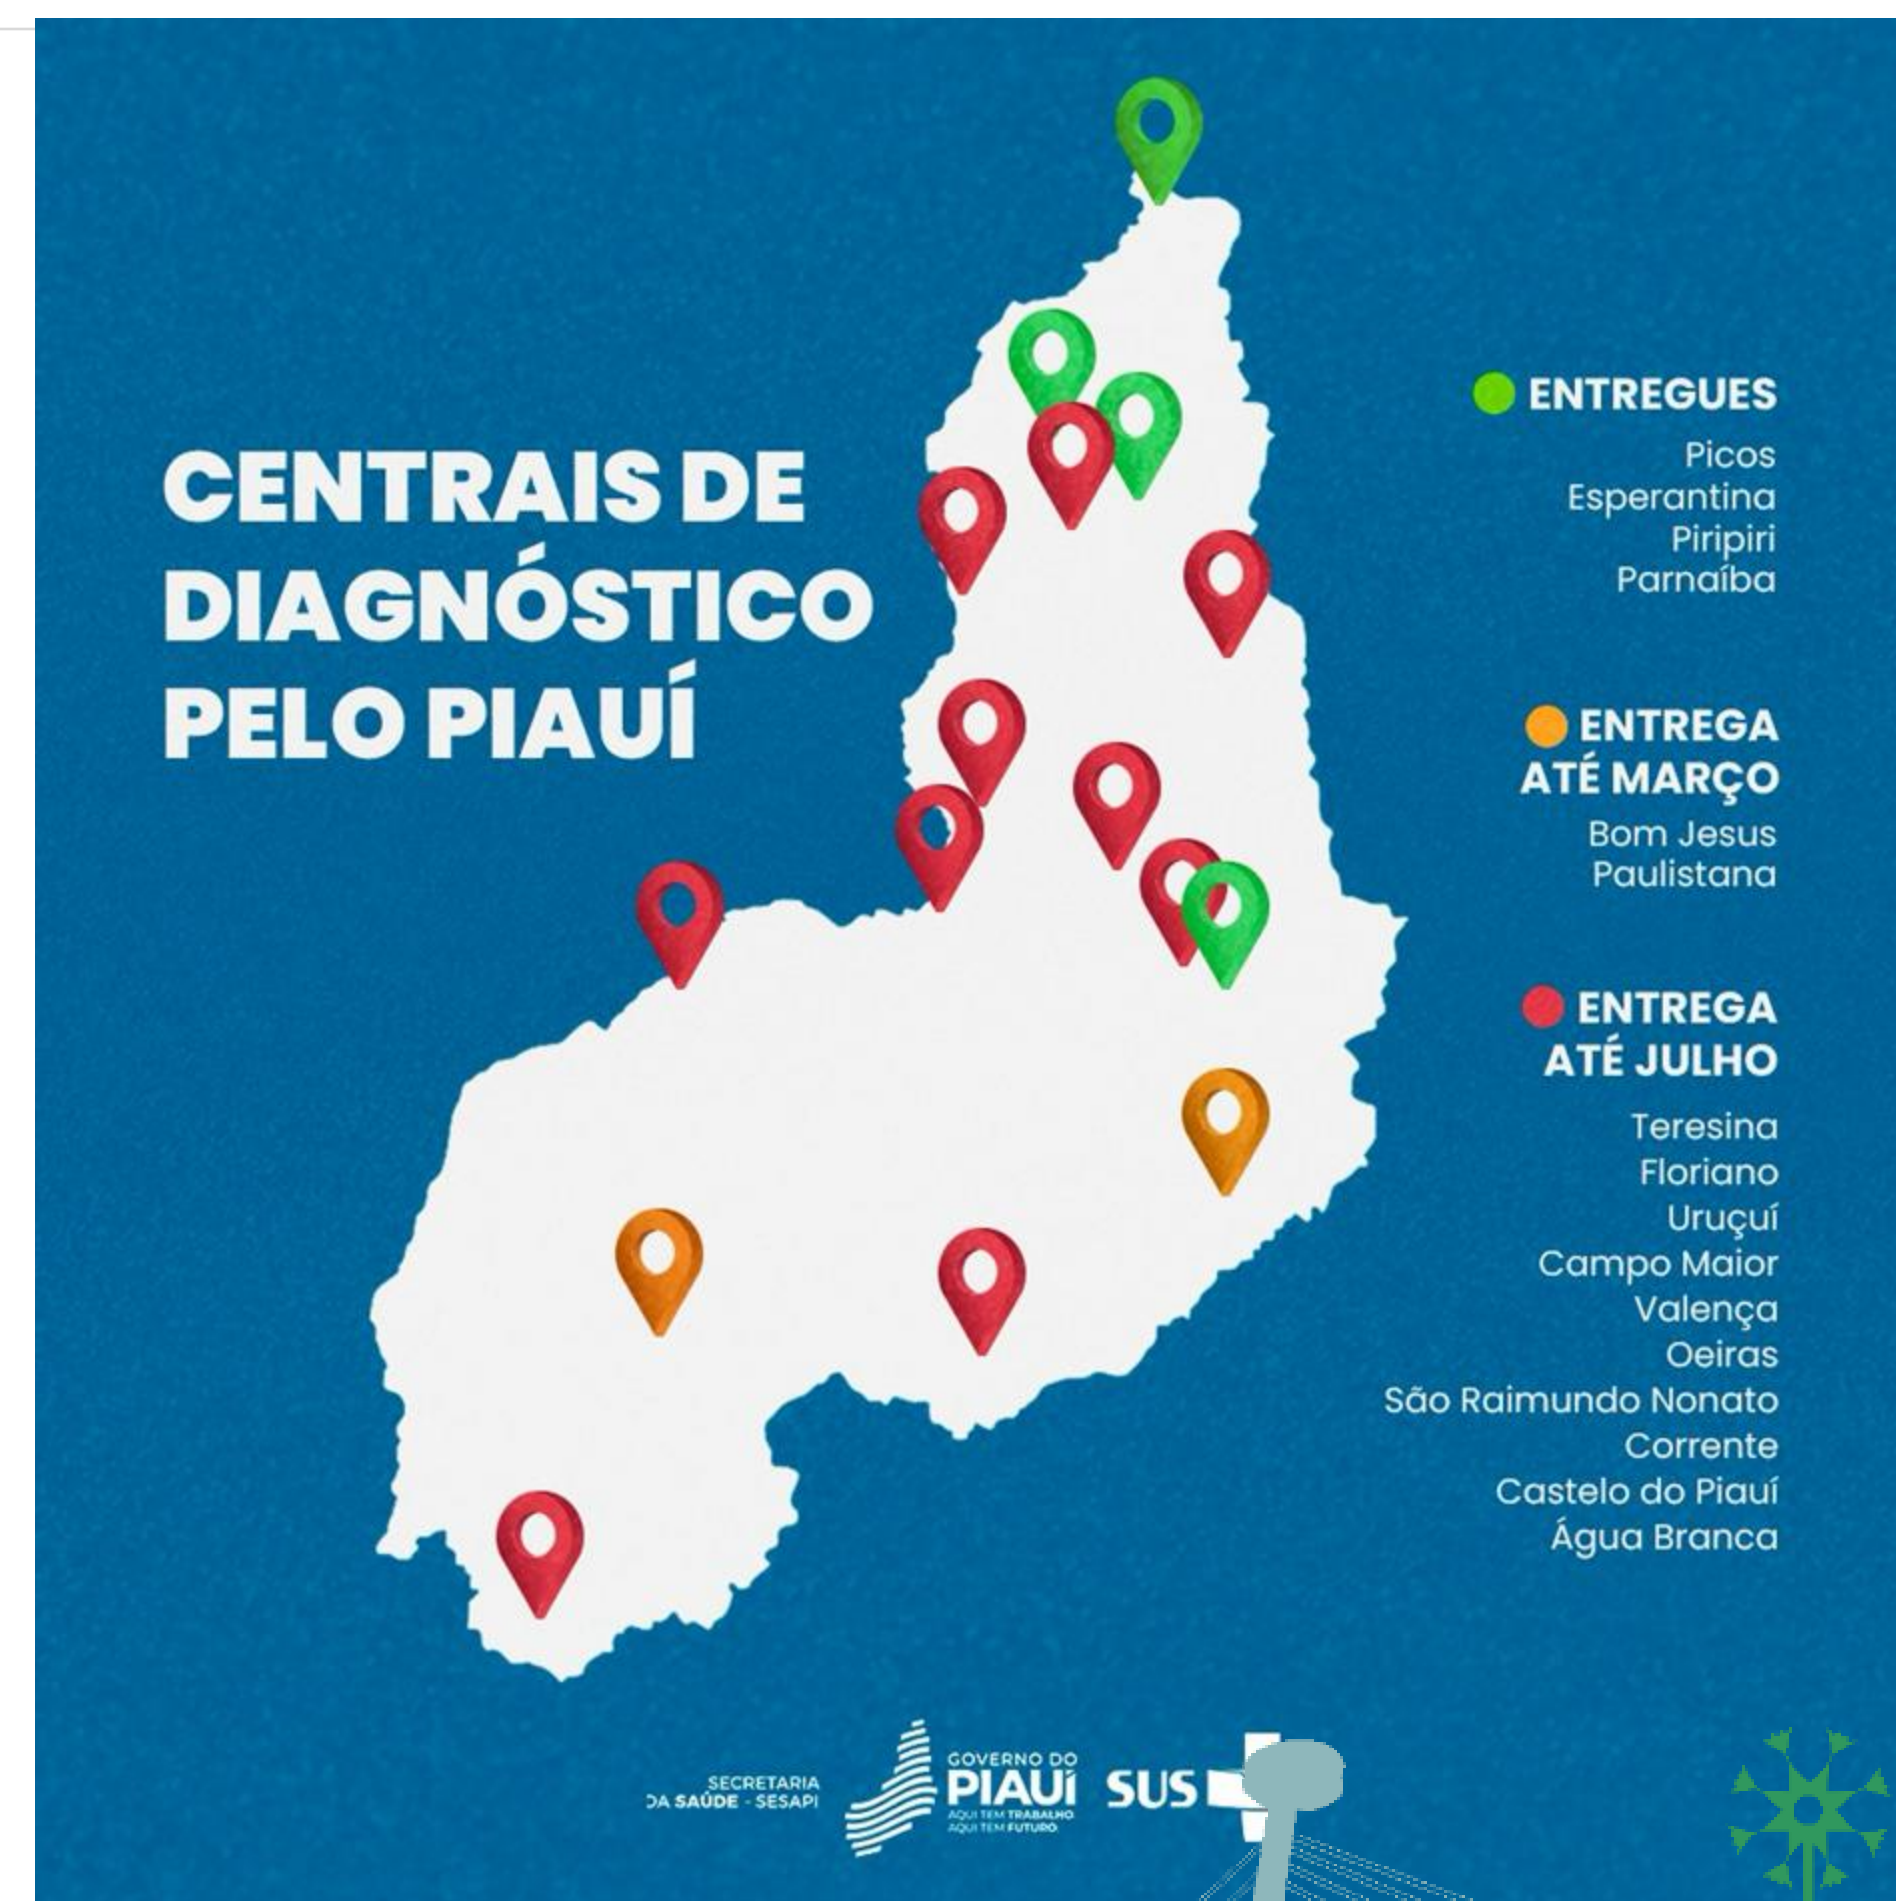 CENTRAIS DE
DIAGNÓSTICO
PELO PIAUÍ
ENTREGUES
Picos
Esperantina
Piripiri
Parnaíba
ENTREGA
ATÉ MARÇO
Bom Jesus
Paulistana
ENTREGA
ATÉ JULHO
Teresina
Floriano
Uruçuí
Campo Maior
Valença
Oeiras
São Raimundo Nonato
Corrente
Castelo do Piauí
Água Branca
SECRETARIA
DA SAÚDE - SESAPI
GOVERNO DO
PIAUÍ
AQUI TEM TRABALHO
AQUI TEM FUTURO
SUS